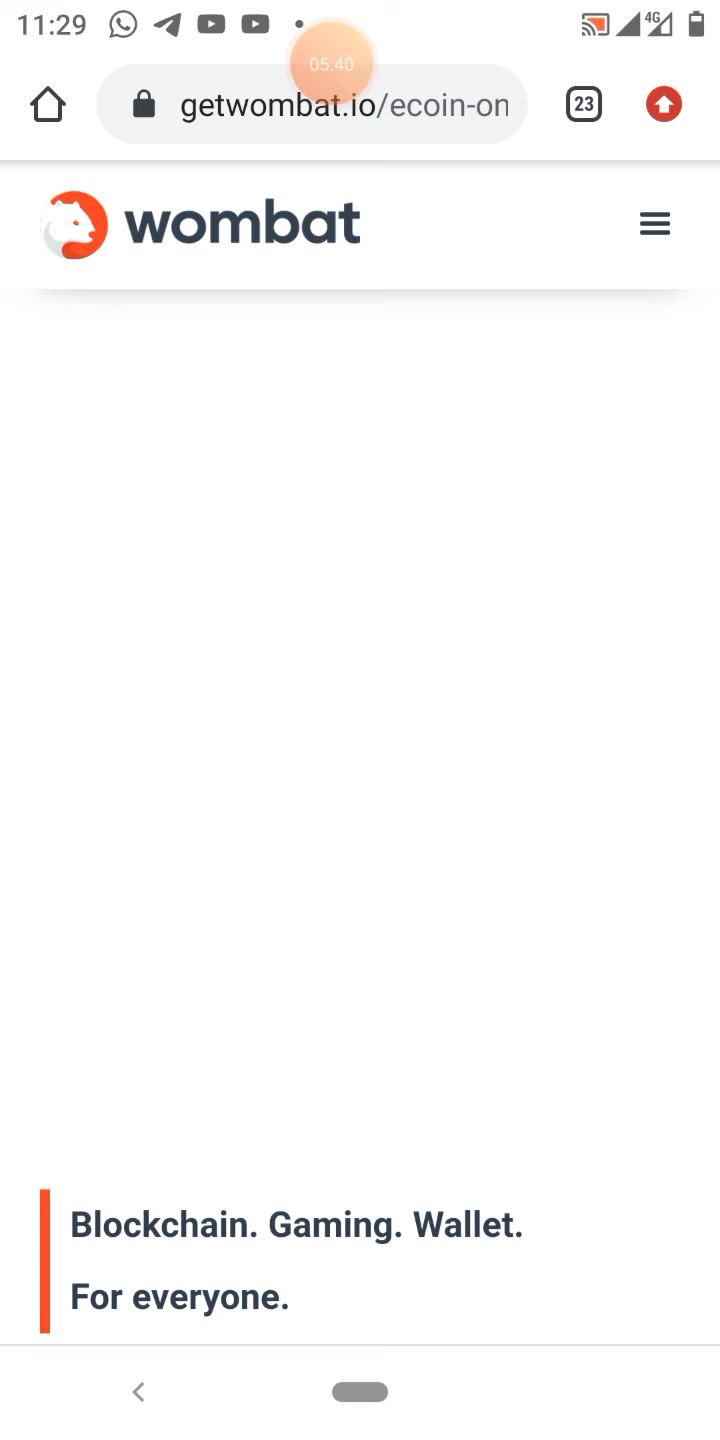 11:29
4G
05:40
getwombat.io/ecoin-on
23
wombat
Blockchain. Gaming. Wallet.
For everyone.